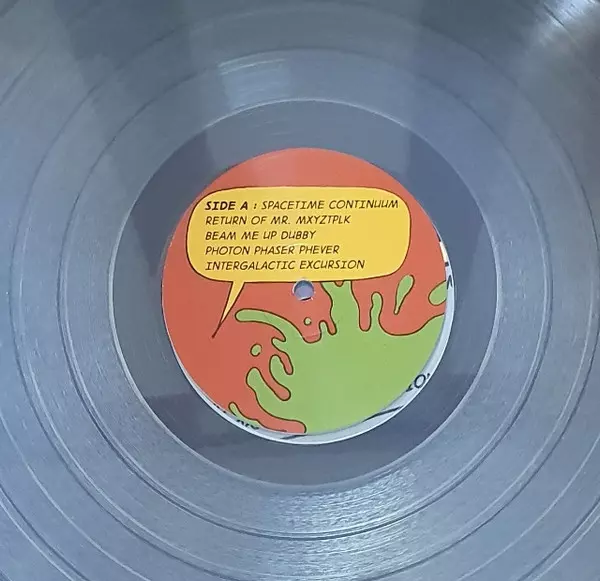 SIDE A : SPACETIME CONTINUUM
RETURN OF MR. MXYZTPLK
BEAM ME UP DUBBY
PHOTON PHASER PHEVER
INTERGALACTIC EXCURSION